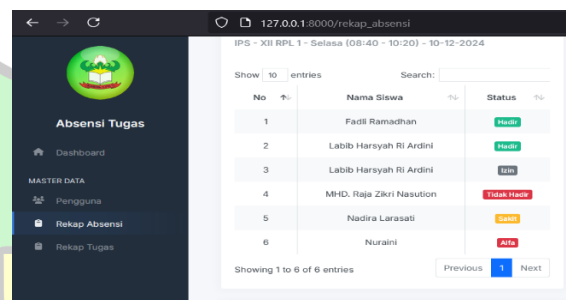 127.0.0.1:8000/rekap_absensi
IPS - XII RPL 1 - Selasa (08:40 - 10:20) - 10-12-2024
Show 10 entries Search:
No Nama Siswa Status
1 Fadli Ramadhan Hadir
2 Labib Harsyah Ri Ardini Hadir
3 Labib Harsyah Ri Ardini Izin
4 MHD. Raja Zikri Nasution Tidak Hadir
5 Nadira Larasati Sakit
6 Nuraini Alfa
Showing 1 to 6 of 6 entries Previous 1 Next
Absensi Tugas
Dashboard
MASTER DATA
Pengguna
Rekap Absensi
Rekap Tugas